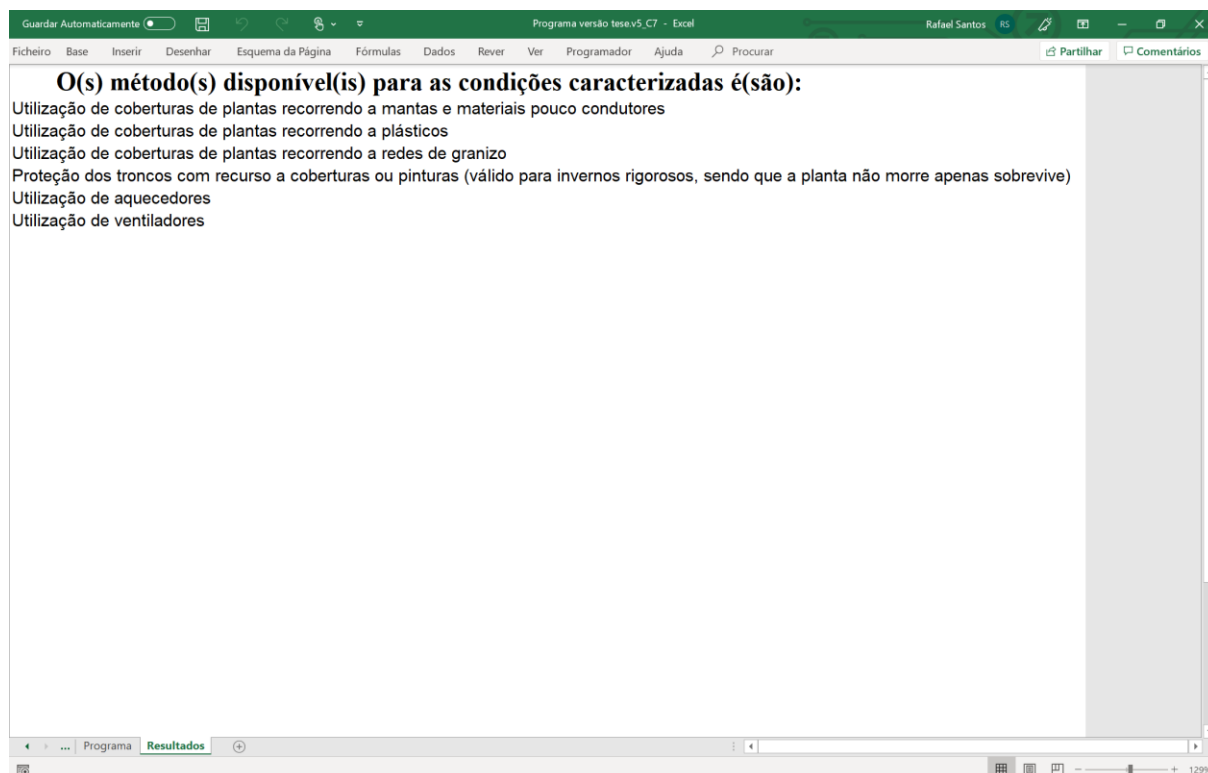 Guardar Automaticamente Programa versão tese.v5_C7 - Excel Rafael Santos RS
Ficheiro Base Inserir Desenhar Esquema da Página Fórmulas Dados Rever Ver Programador Ajuda Procurar Partilhar Comentários
O(s) método(s) disponível(is) para as condições caracterizadas é(são):
Utilização de coberturas de plantas recorrendo a mantas e materiais pouco condutores
Utilização de coberturas de plantas recorrendo a plásticos
Utilização de coberturas de plantas recorrendo a redes de granizo
Proteção dos troncos com recurso a coberturas ou pinturas (válido para invernos rigorosos, sendo que a planta não morre apenas sobrevive)
Utilização de aquecedores
Utilização de ventiladores
... Programa Resultados
129%